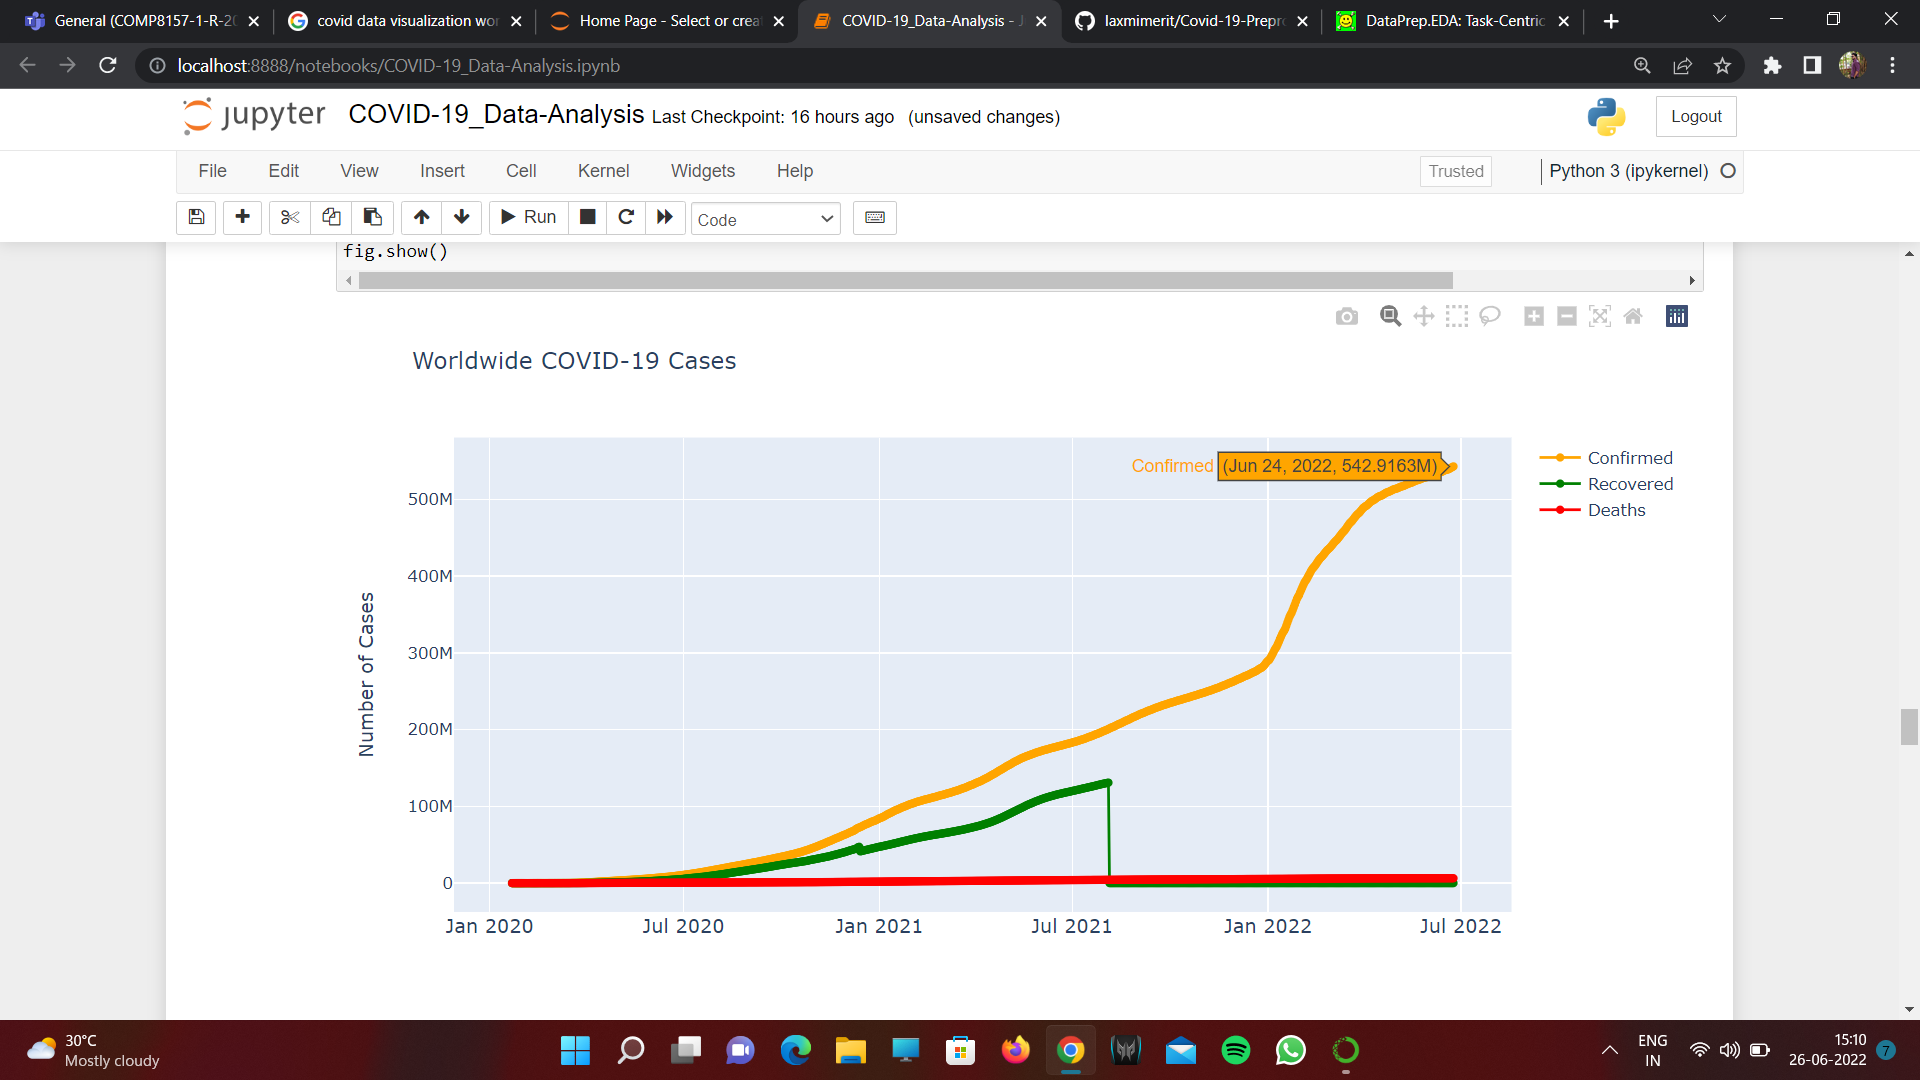 General (COMP8157-1-R-20
covid data visualization wor
Home Page - Select or crea
COVID-19_Data-Analysis - J
laxmimerit/Covid-19-Prepr
DataPrep.EDA: Task-Centric
localhost:8888/notebooks/COVID-19_Data-Analysis.ipynb
jupyter COVID-19_Data-Analysis Last Checkpoint: 16 hours ago (unsaved changes)
Logout
File Edit View Insert Cell Kernel Widgets Help
Trusted
Python 3 (ipykernel)
Run
Code
fig.show()
Worldwide COVID-19 Cases
Confirmed (Jun 24, 2022, 542.9163M)
Confirmed
Recovered
Deaths
Number of Cases
500M
400M
300M
200M
100M
0
Jan 2020 Jul 2020 Jan 2021 Jul 2021 Jan 2022 Jul 2022
30°C
Mostly cloudy
ENG
IN
15:10
26-06-2022
7